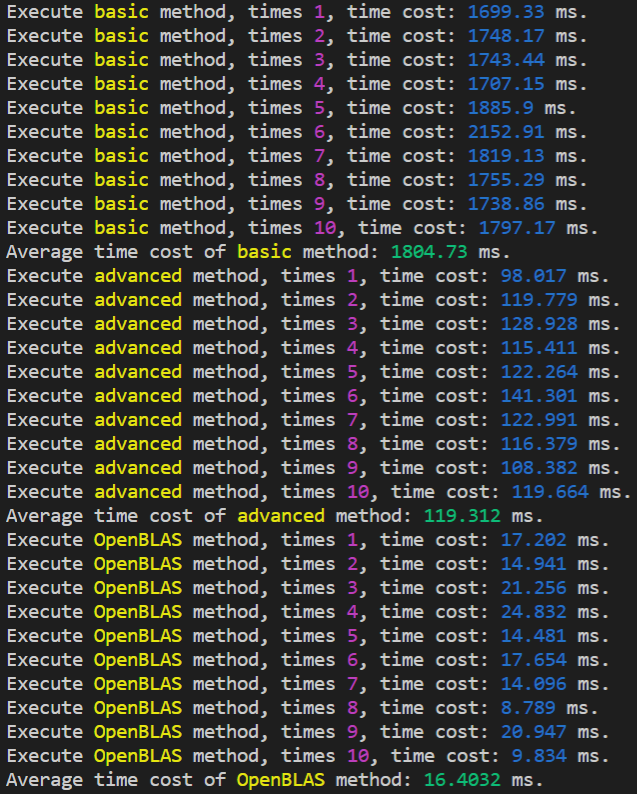 Execute basic method, times 1, time cost: 1699.33 ms.
Execute basic method, times 2, time cost: 1748.17 ms.
Execute basic method, times 3, time cost: 1743.44 ms.
Execute basic method, times 4, time cost: 1707.15 ms.
Execute basic method, times 5, time cost: 1885.9 ms.
Execute basic method, times 6, time cost: 2152.91 ms.
Execute basic method, times 7, time cost: 1819.13 ms.
Execute basic method, times 8, time cost: 1755.29 ms.
Execute basic method, times 9, time cost: 1738.86 ms.
Execute basic method, times 10, time cost: 1797.17 ms.
Average time cost of basic method: 1804.73 ms.
Execute advanced method, times 1, time cost: 98.017 ms.
Execute advanced method, times 2, time cost: 119.779 ms.
Execute advanced method, times 3, time cost: 128.928 ms.
Execute advanced method, times 4, time cost: 115.411 ms.
Execute advanced method, times 5, time cost: 122.264 ms.
Execute advanced method, times 6, time cost: 141.301 ms.
Execute advanced method, times 7, time cost: 122.991 ms.
Execute advanced method, times 8, time cost: 116.379 ms.
Execute advanced method, times 9, time cost: 108.382 ms.
Execute advanced method, times 10, time cost: 119.664 ms.
Average time cost of advanced method: 119.312 ms.
Execute OpenBLAS method, times 1, time cost: 17.202 ms.
Execute OpenBLAS method, times 2, time cost: 14.941 ms.
Execute OpenBLAS method, times 3, time cost: 21.256 ms.
Execute OpenBLAS method, times 4, time cost: 24.832 ms.
Execute OpenBLAS method, times 5, time cost: 14.481 ms.
Execute OpenBLAS method, times 6, time cost: 17.654 ms.
Execute OpenBLAS method, times 7, time cost: 14.096 ms.
Execute OpenBLAS method, times 8, time cost: 8.789 ms.
Execute OpenBLAS method, times 9, time cost: 20.947 ms.
Execute OpenBLAS method, times 10, time cost: 9.834 ms.
Average time cost of OpenBLAS method: 16.4032 ms.